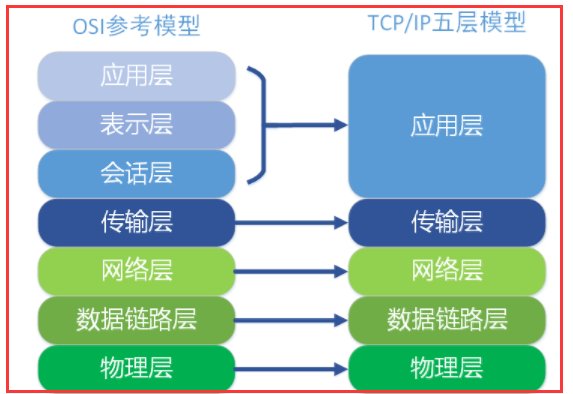 OSI参考模型
TCP/IP五层模型
应用层
表示层
会话层
传输层
网络层
数据链路层
物理层
应用层
传输层
网络层
数据链路层
物理层